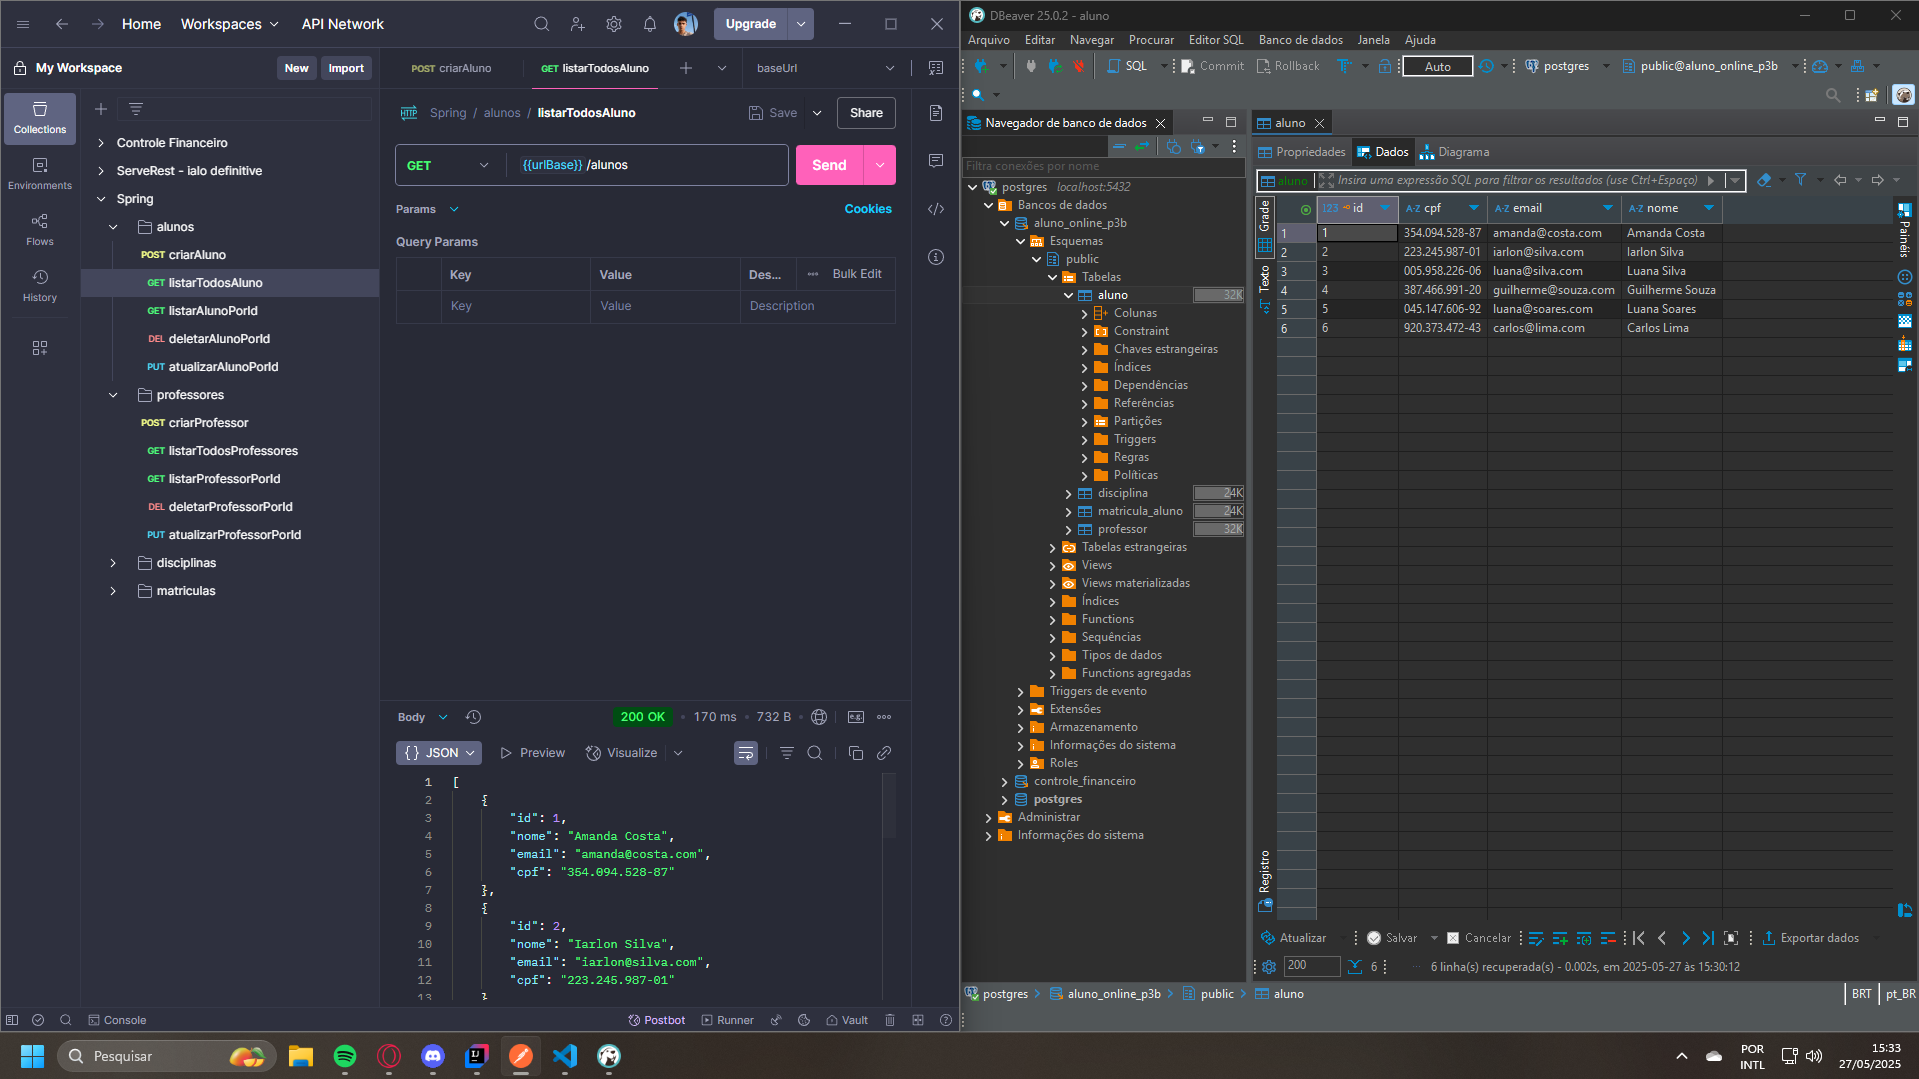 Home
Workspaces
API Network
Upgrade
My Workspace
New
Import
POST criarAluno
GET listarTodosAluno
baseUrl
Collections
Environments
Flows
History
Controle Financeiro
ServeRest - ialo definitive
Spring
alunos
POST criarAluno
GET listarTodosAluno
GET listarAlunoPorId
DEL deletarAlunoPorId
PUT atualizarAlunoPorId
professores
POST criarProfessor
GET listarTodosProfessores
GET listarProfessorPorId
DEL deletarProfessorPorId
PUT atualizarProfessorPorId
disciplinas
matriculas
HTTP Spring / alunos / listarTodosAluno
Save
Share
GET
{{urlBase}} /alunos
Send
Params
Cookies
Query Params
Key Value Des... Bulk Edit
Key Value Description
Body
200 OK • 170 ms • 732 B
e.g.
{} JSON
Preview
Visualize
1 [
2 {
3 "id": 1,
4 "nome": "Amanda Costa",
5 "email": "amanda@costa.com",
6 "cpf": "354.094.528-87"
7 },
8 {
9 "id": 2,
10 "nome": "Iarlon Silva",
11 "email": "iarlon@silva.com",
12 "cpf": "223.245.987-01"
13 }
Console
Postbot
Runner
Vault
DBeaver 25.0.2 - aluno
Arquivo Editar Navegar Procurar Editor SQL Banco de dados Janela Ajuda
SQL
Commit
Rollback
Auto
postgres
public@aluno_online_p3b
Navegador de banco de dados
Filtra conexões por nome
postgres localhost:5432
Bancos de dados
aluno_online_p3b
Esquemas
public
Tabelas
aluno 32K
Colunas
Constraint
Chaves estrangeiras
Índices
Dependências
Referências
Partições
Triggers
Regras
Políticas
disciplina 24K
matricula_aluno 24K
professor 32K
Tabelas estrangeiras
Views
Views materializadas
Índices
Functions
Sequências
Tipos de dados
Functions agregadas
Triggers de evento
Extensões
Armazenamento
Informações do sistema
Roles
controle_financeiro
postgres
Administrar
Informações do sistema
aluno
Propriedades
Dados
Diagrama
aluno
Insira uma expressão SQL para filtrar os resultados (use Ctrl+Espaço)
Grade
Texto
Registro
Painéis
123 id A-Z cpf A-Z email A-Z nome
1 1 354.094.528-87 amanda@costa.com Amanda Costa
2 2 223.245.987-01 iarlon@silva.com Iarlon Silva
3 3 005.958.226-06 luana@silva.com Luana Silva
4 4 387.466.991-20 guilherme@souza.com Guilherme Souza
5 5 045.147.606-92 luana@soares.com Luana Soares
6 6 920.373.472-43 carlos@lima.com Carlos Lima
Atualizar
Salvar
Cancelar
Exportar dados
200
6
6 linha(s) recuperada(s) - 0.002s, em 2025-05-27 às 15:30:12
postgres
aluno_online_p3b
public
aluno
BRT
pt_BR
Pesquisar
POR
INTL
15:33
27/05/2025